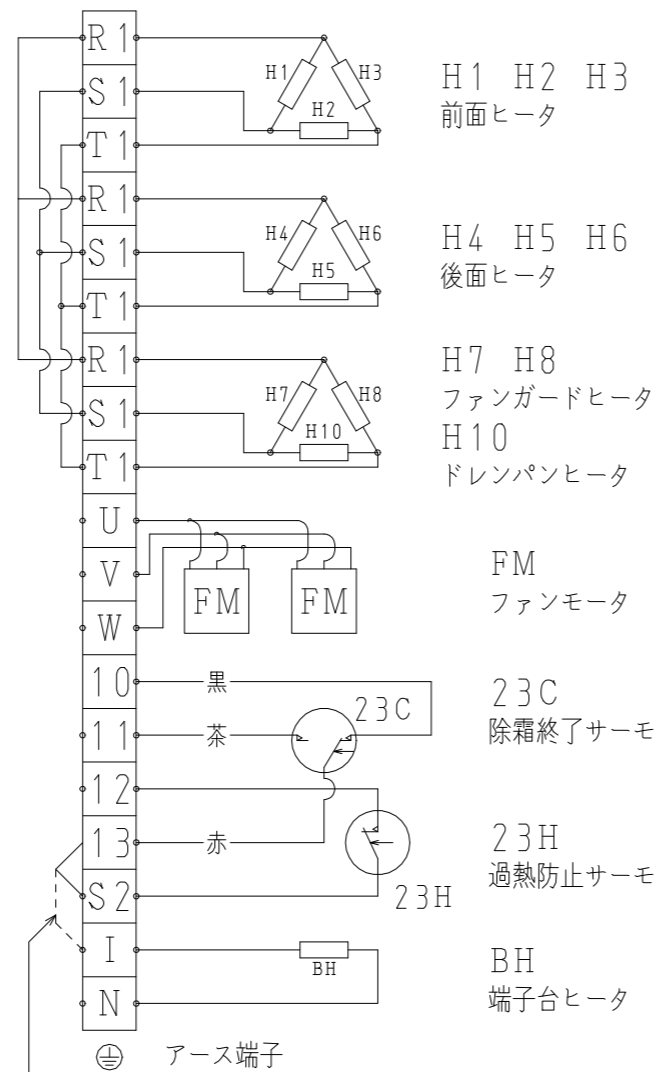 R1
S1
T1
R1
S1
T1
R1
S1
T1
U
V
W
10
11
12
13
S2
I
N
アース端子
H1
H3
H2
H4
H6
H5
H7
H8
H10
FM
FM
黒
茶
赤
23C
23H
BH
H1 H2 H3
前面ヒータ
H4 H5 H6
後面ヒータ
H7 H8
ファンガードヒータ
H10
ドレンパンヒータ
FM
ファンモータ
23C
除霜終了サーモ
23H
過熱防止サーモ
BH
端子台ヒータ